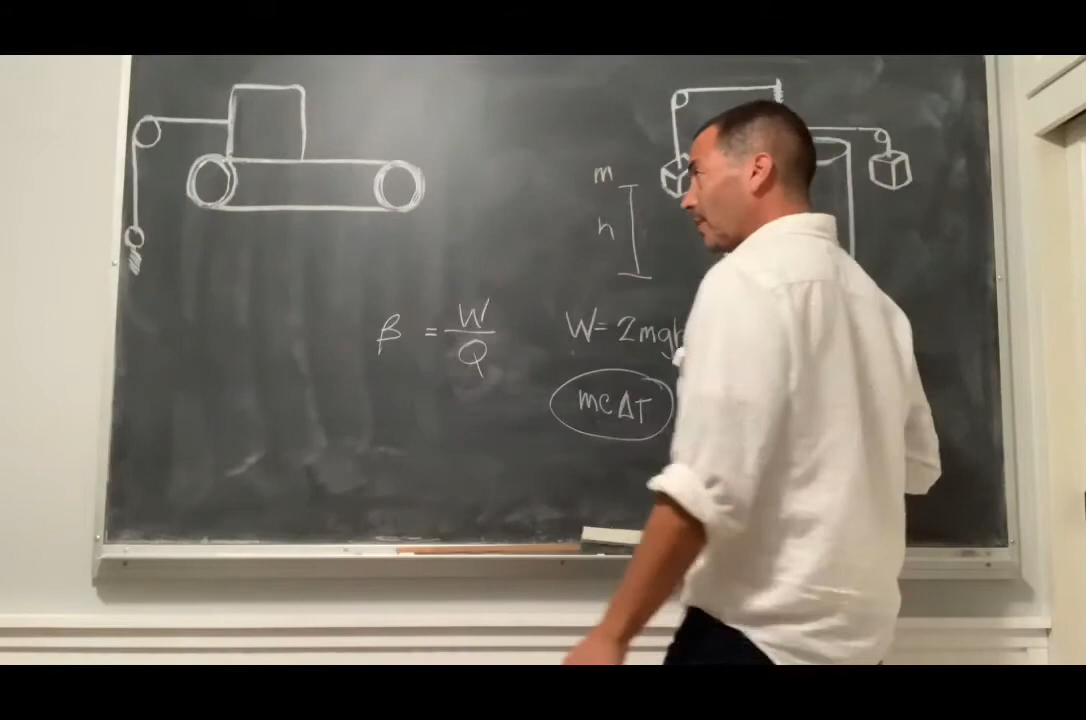 m
h
β = W/Q
W= 2mgh
mcΔT